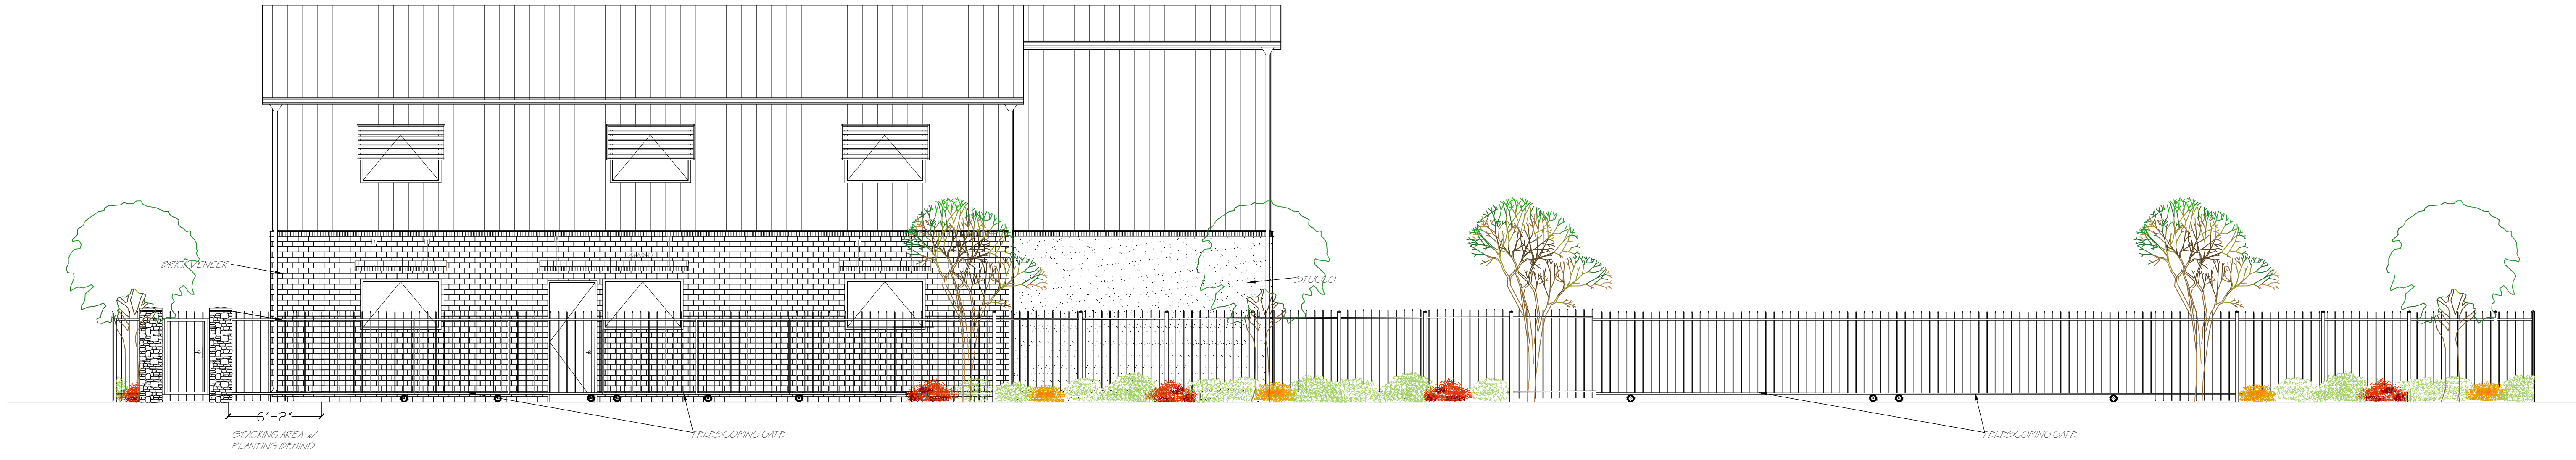 BRICK VENEER
STUCCO
6'-2"
STACKING AREA w/
PLANTING BEHIND
TELESCOPING GATE
TELESCOPING GATE